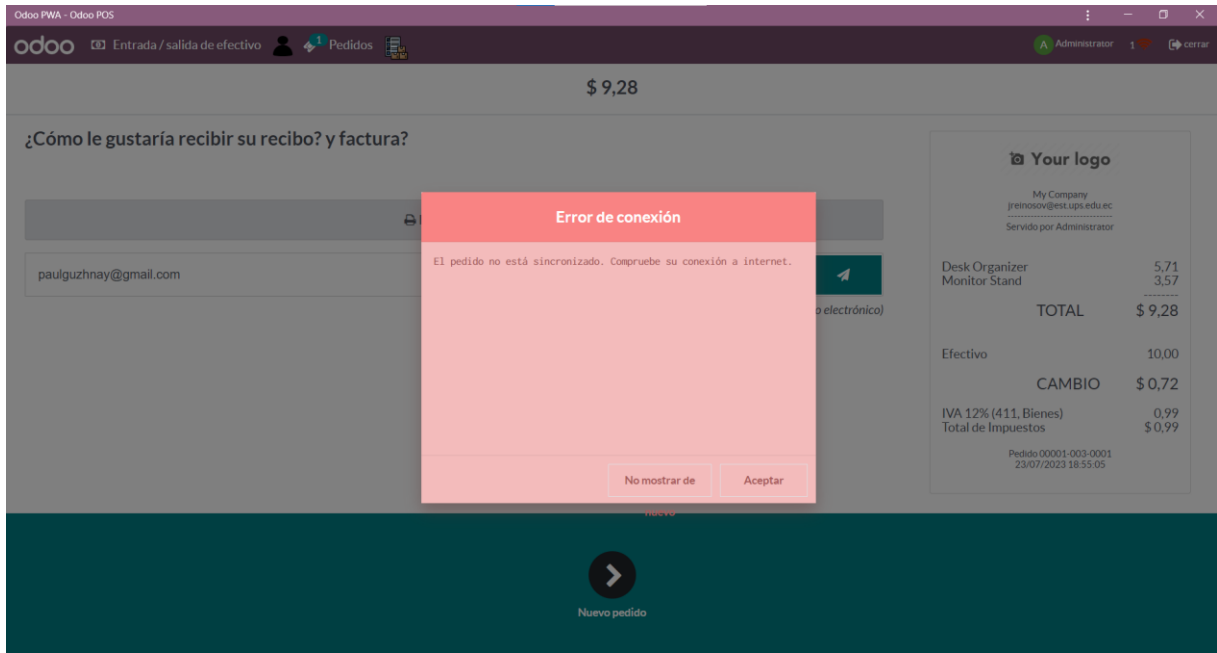 Odoo PWA - Odoo POS
odoo Entrada / salida de efectivo 1 Pedidos A Administrator 1 cerrar
$ 9,28
¿Cómo le gustaría recibir su recibo? y factura?
Your logo
My Company
jreinosov@est.ups.edu.ec
--------------------------------
Servido por Administrator
Error de conexión
El pedido no está sincronizado. Compruebe su conexión a internet.
paulguzhnay@gmail.com
o electrónico)
Desk Organizer 5,71
Monitor Stand 3,57
--------
TOTAL $ 9,28
Efectivo 10,00
CAMBIO $ 0,72
IVA 12% (411, Bienes) 0,99
Total de Impuestos $ 0,99
Pedido 00001-003-0001
23/07/2023 18:55:05
No mostrar de nuevo
Aceptar
Nuevo pedido